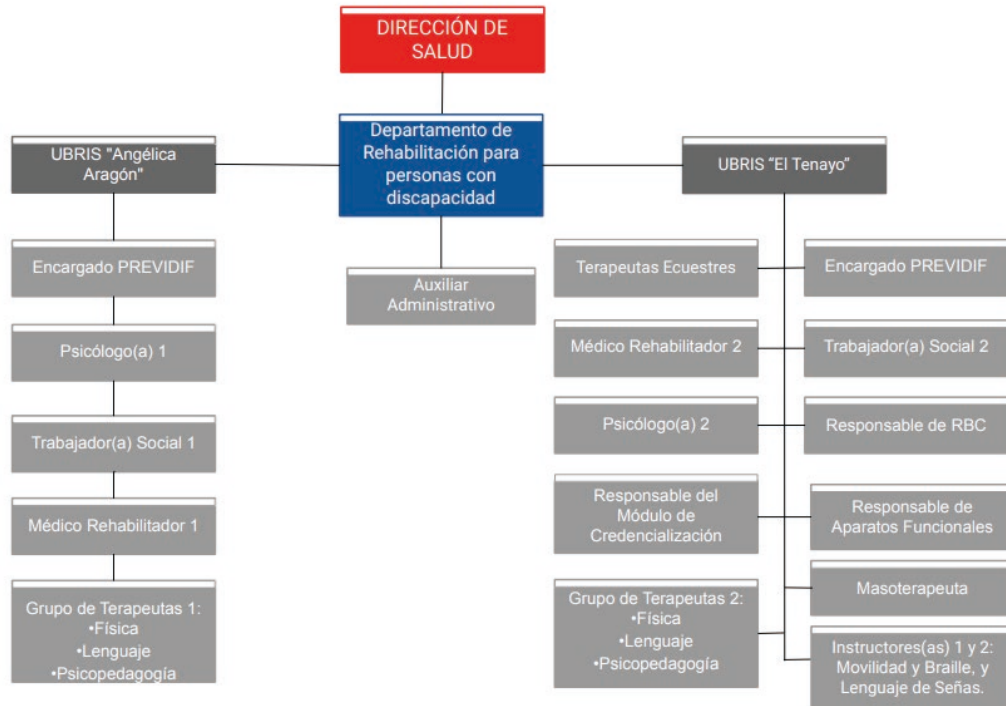 DIRECCIÓN DE
SALUD
Departamento de
Rehabilitación para
personas con
discapacidad
UBRIS "Angélica
Aragón"
UBRIS “El Tenayo”
Encargado PREVIDIF
Psicólogo(a) 1
Trabajador(a) Social 1
Médico Rehabilitador 1
Grupo de Terapeutas 1:
•Física
•Lenguaje
•Psicopedagogía
Auxiliar
Administrativo
Terapeutas Ecuestres
Encargado PREVIDIF
Médico Rehabilitador 2
Trabajador(a) Social 2
Psicólogo(a) 2
Responsable de RBC
Responsable del
Módulo de
Credencialización
Responsable de
Aparatos Funcionales
Masoterapeuta
Grupo de Terapeutas 2:
•Física
•Lenguaje
•Psicopedagogía
Instructores(as) 1 y 2:
Movilidad y Braille, y
Lenguaje de Señas.